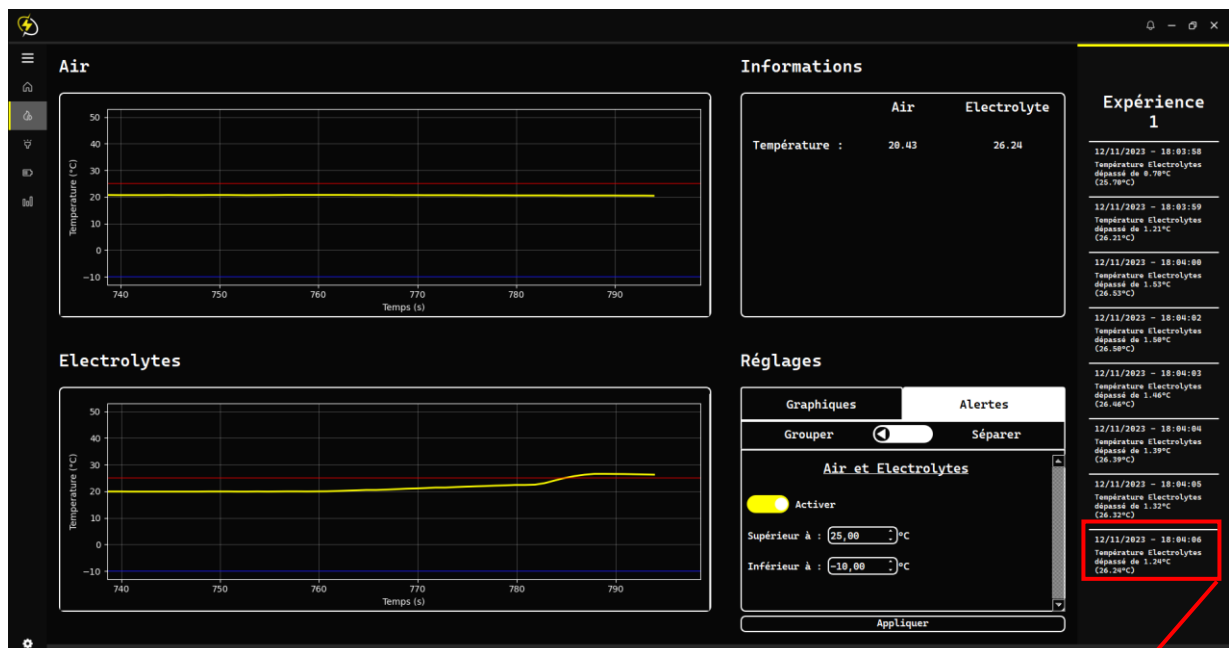 Air
50
40
30
20
10
0
−10
Temperature (°C)
740 750 760 770 780 790
Temps (s)
Electrolytes
50
40
30
20
10
0
−10
Temperature (°C)
740 750 760 770 780 790
Temps (s)
Informations
Air Electrolyte
Température : 20.43 26.24
Réglages
Graphiques Alertes
Grouper Séparer
Air et Electrolytes
Activer
Supérieur à : 25,00 °C
Inférieur à : -10,00 °C
Appliquer
Expérience
1
12/11/2023 - 18:03:58
Température Electrolytes
dépassé de 0.70°C
(25.70°C)
12/11/2023 - 18:03:59
Température Electrolytes
dépassé de 1.21°C
(26.21°C)
12/11/2023 - 18:04:00
Température Electrolytes
dépassé de 1.53°C
(26.53°C)
12/11/2023 - 18:04:02
Température Electrolytes
dépassé de 1.50°C
(26.50°C)
12/11/2023 - 18:04:03
Température Electrolytes
dépassé de 1.46°C
(26.46°C)
12/11/2023 - 18:04:04
Température Electrolytes
dépassé de 1.39°C
(26.39°C)
12/11/2023 - 18:04:05
Température Electrolytes
dépassé de 1.32°C
(26.32°C)
12/11/2023 - 18:04:06
Température Electrolytes
dépassé de 1.24°C
(26.24°C)